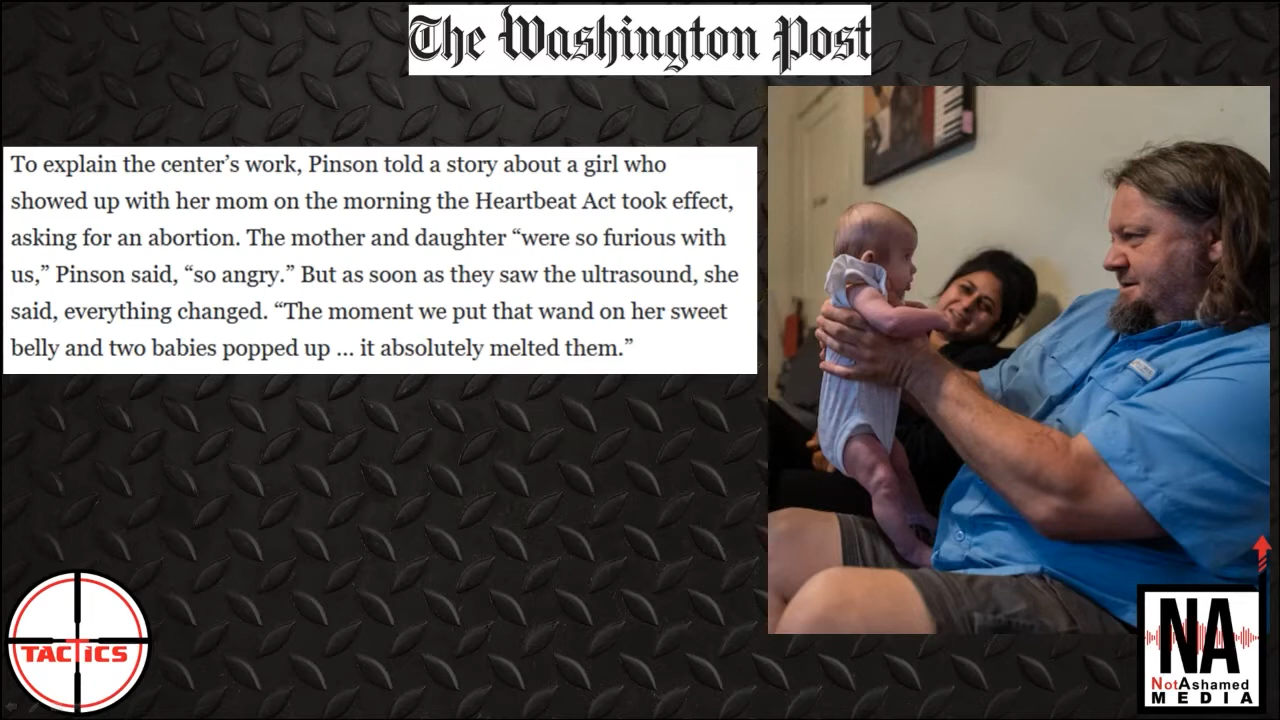 The Washington Post
To explain the center’s work, Pinson told a story about a girl who
showed up with her mom on the morning the Heartbeat Act took effect,
asking for an abortion. The mother and daughter “were so furious with
us,” Pinson said, “so angry.” But as soon as they saw the ultrasound, she
said, everything changed. “The moment we put that wand on her sweet
belly and two babies popped up ... it absolutely melted them.”
TACTICS
NA
NotAshamed
MEDIA